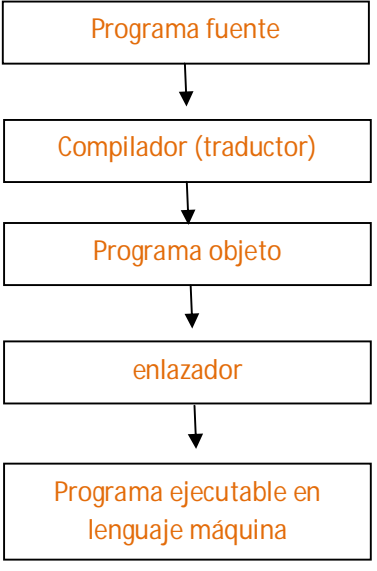 Programa fuente
Compilador (traductor)
Programa objeto
enlazador
Programa ejecutable en
lenguaje máquina